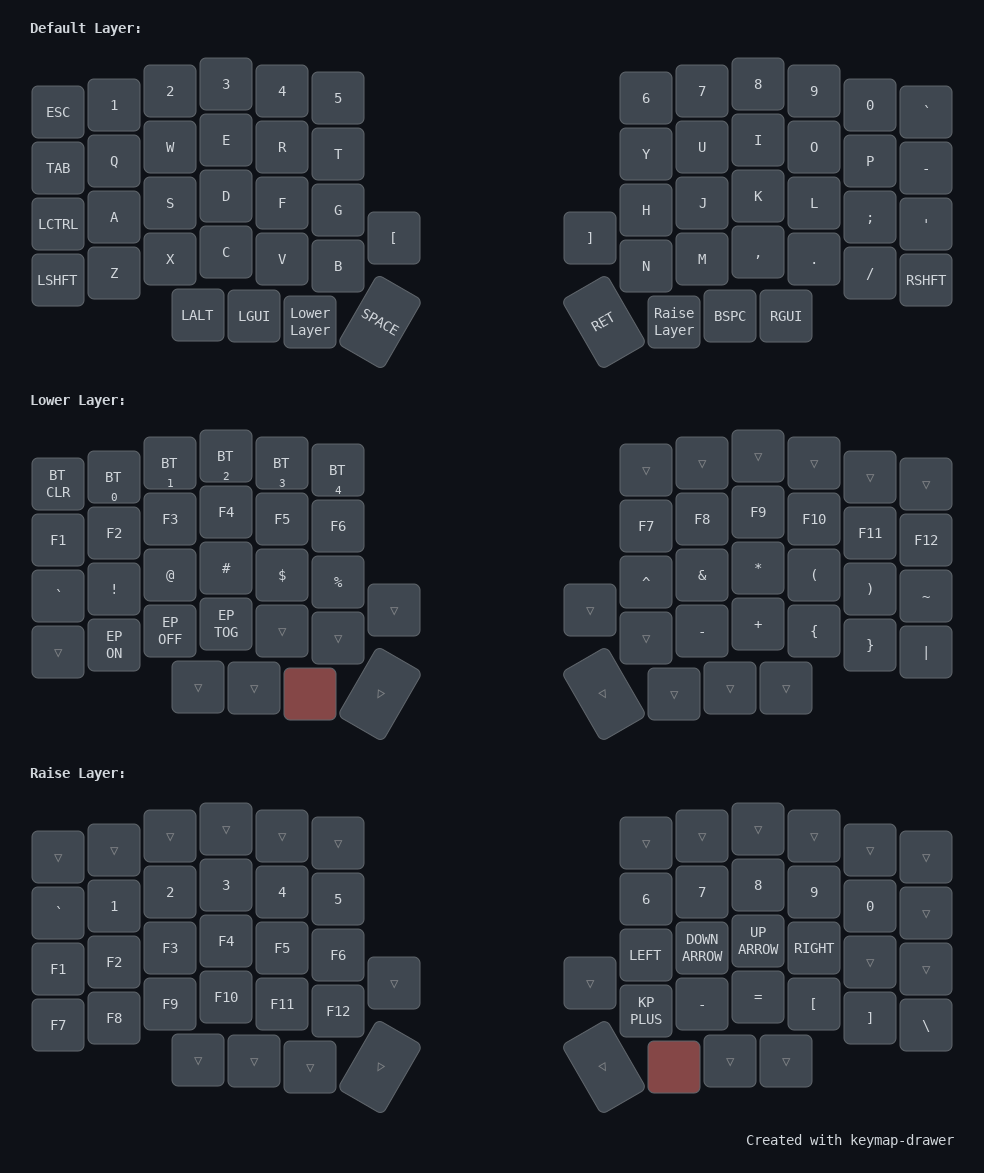 Default Layer:
ESC 1 2 3 4 5 6 7 8 9 0 `
TAB Q W E R T Y U I O P -
LCTRL A S D F G [ ] H J K L ; '
LSHFT Z X C V B N M , . / RSHFT
LALT LGUI Lower Layer SPACE RET Raise Layer BSPC RGUI
Lower Layer:
BT CLR BT 0 BT 1 BT 2 BT 3 BT 4 ▽ ▽ ▽ ▽ ▽ ▽
F1 F2 F3 F4 F5 F6 F7 F8 F9 F10 F11 F12
` ! @ # $ % ▽ ▽ ^ & * ( ) ~
▽ EP ON EP OFF EP TOG ▽ ▽ ▽ - + { } |
▽ ▽ ▷ ◁ ▽ ▽ ▽
Raise Layer:
▽ ▽ ▽ ▽ ▽ ▽ ▽ ▽ ▽ ▽ ▽ ▽
` 1 2 3 4 5 6 7 8 9 0 ▽
F1 F2 F3 F4 F5 F6 ▽ ▽ LEFT DOWN ARROW UP ARROW RIGHT ▽ ▽
F7 F8 F9 F10 F11 F12 KP PLUS - = [ ] \
▽ ▽ ▽ ▷ ◁ ▽ ▽
Created with keymap-drawer